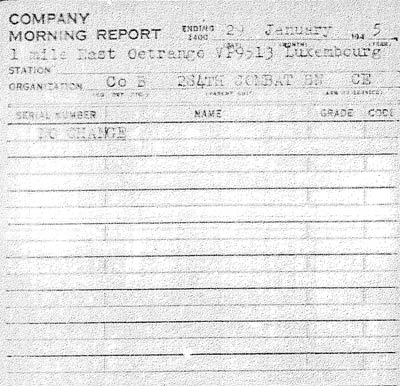 COMPANY
MORNING REPORT ENDING 2400 29 January 194 5
1 mile East Oetrange VP9513 Luxembourg
STATION
ORGANIZATION Co B 284TH COMBAT BN CE
SERIAL NUMBER NAME GRADE CODE
NO CHANGE